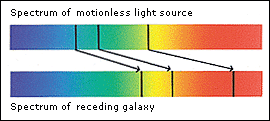 Spectrum of motionless light source
Spectrum of receding galaxy